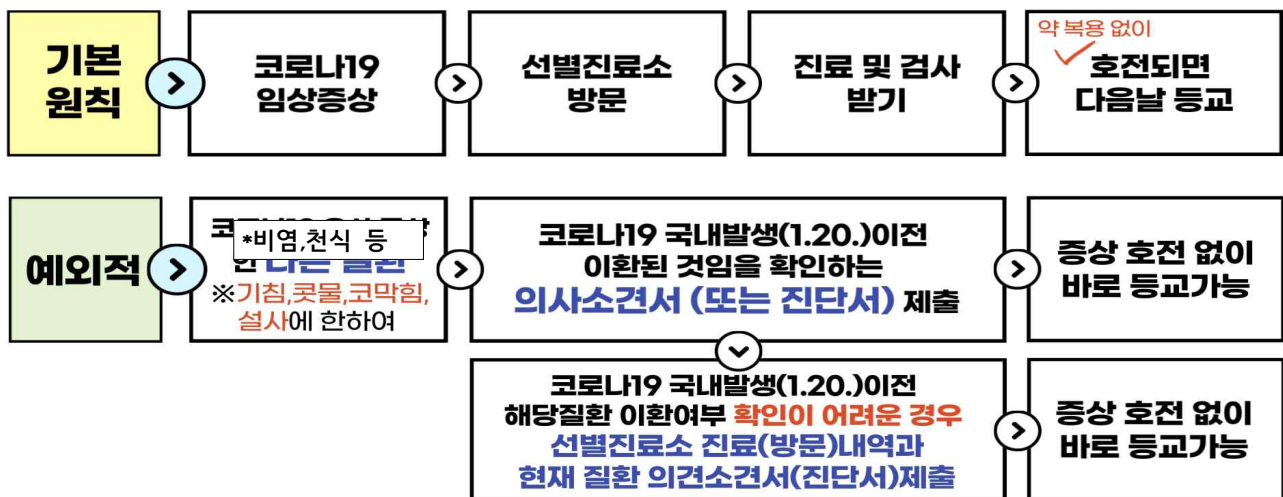 기본
원칙
코로나19
임상증상
선별진료소
방문
진료 및 검사
받기
약 복용 없이
호전되면
다음날 등교
예외적
*비염,천식 등
다른 질환
※기침,콧물,코막힘,
설사에 한하여
코로나19 국내발생(1.20.)이전
이환된 것임을 확인하는
의사소견서 (또는 진단서) 제출
증상 호전 없이
바로 등교가능
코로나19 국내발생(1.20.)이전
해당질환 이환여부 확인이 어려운 경우
선별진료소 진료(방문)내역과
현재 질환 의견소견서(진단서)제출
증상 호전 없이
바로 등교가능